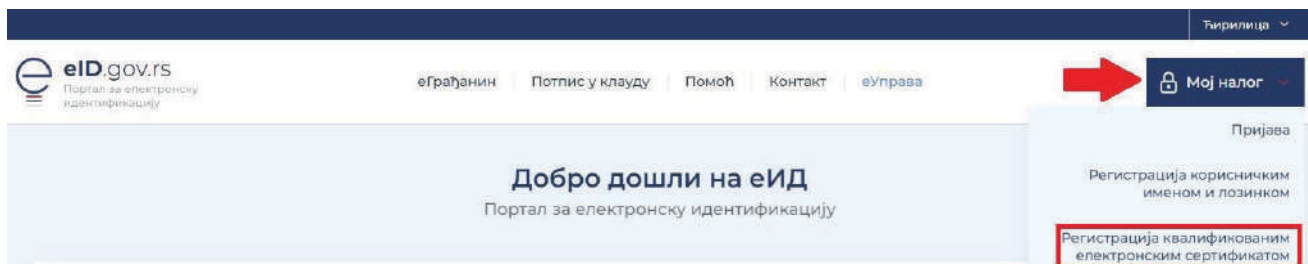 Ћирилица
eID.gov.rs
Портал за електронску
идентификацију
еГрађанин
Потпис у клауду
Помоћ
Контакт
еУправа
Мој налог
Пријава
Регистрација корисничким
именом и лозинком
Регистрација квалификованим
електронским сертификатом
Добро дошли на еИД
Портал за електронску идентификацију